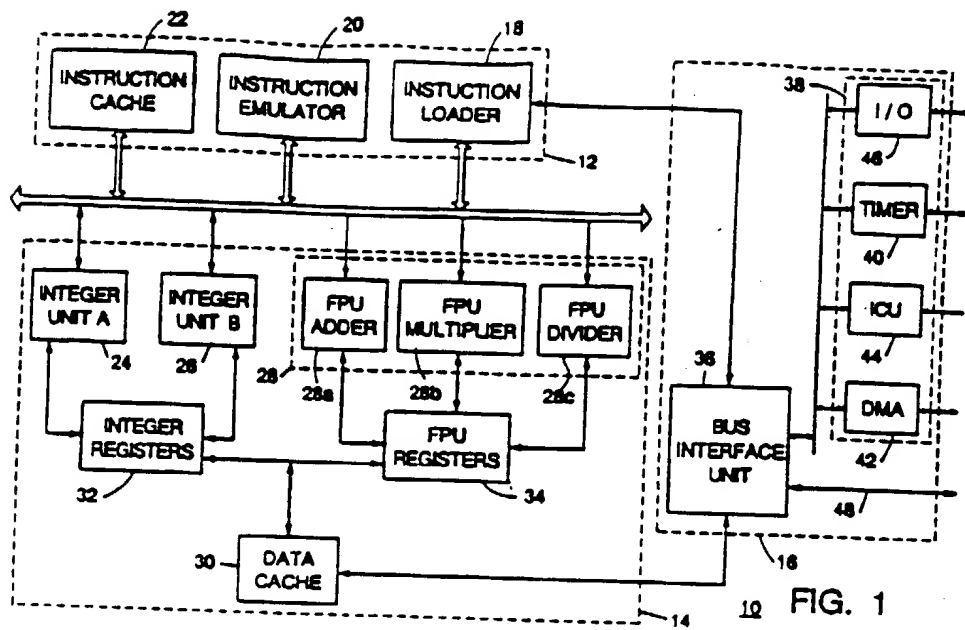 22
20
18
INSTRUCTION
CACHE
INSTRUCTION
EMULATOR
INSTUCTION
LOADER
12
38
I/O
46
TIMER
40
ICU
44
DMA
42
INTEGER
UNIT A
24
INTEGER
UNIT B
26
FPU
ADDER
28a
FPU
MULTIPLIER
28b
FPU
DIVIDER
28c
28
36
BUS
INTERFACE
UNIT
48
INTEGER
REGISTERS
32
FPU
REGISTERS
34
30
DATA
CACHE
16
14
10 FIG. 1